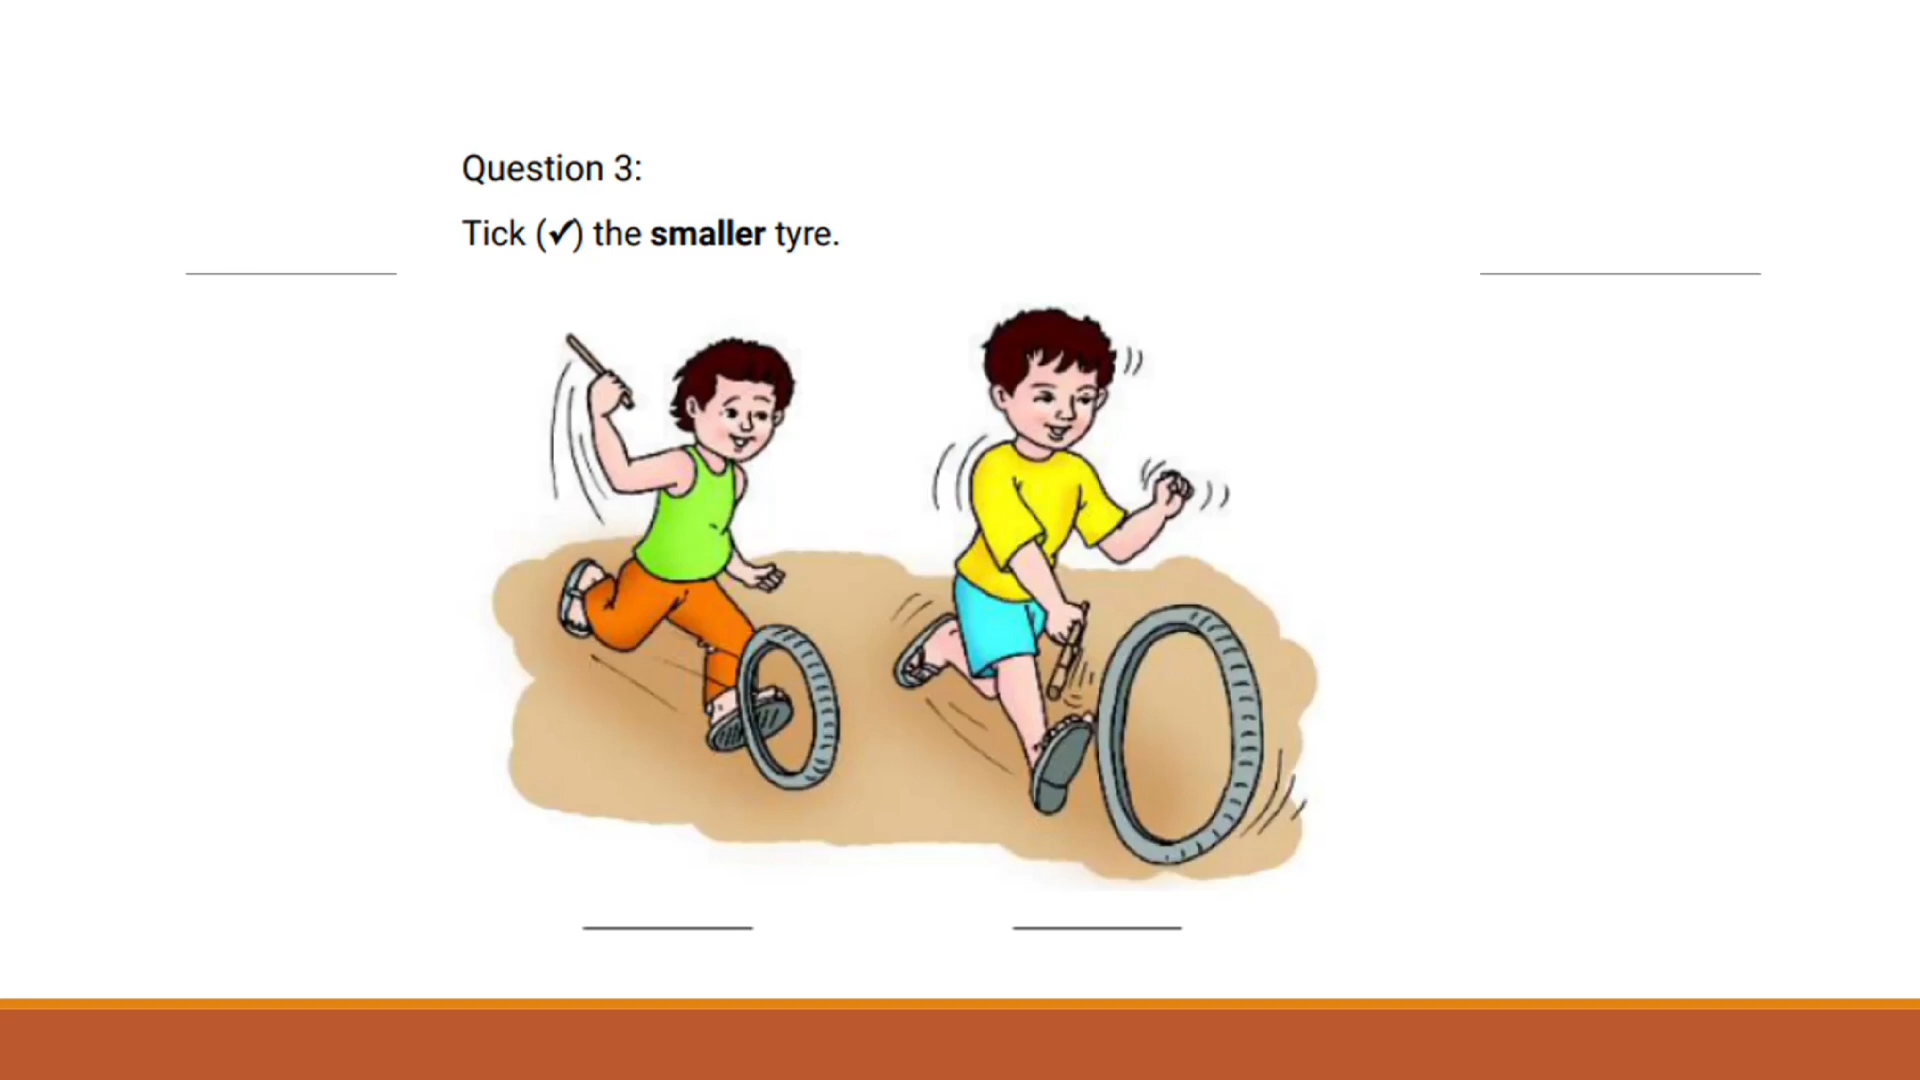 Question 3:
Tick (✓) the smaller tyre.